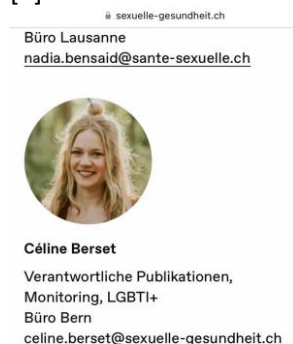 sexuelle-gesundheit.ch
Büro Lausanne
nadia.bensaid@sante-sexuelle.ch
Céline Berset
Verantwortliche Publikationen,
Monitoring, LGBTI+
Büro Bern
celine.berset@sexuelle-gesundheit.ch